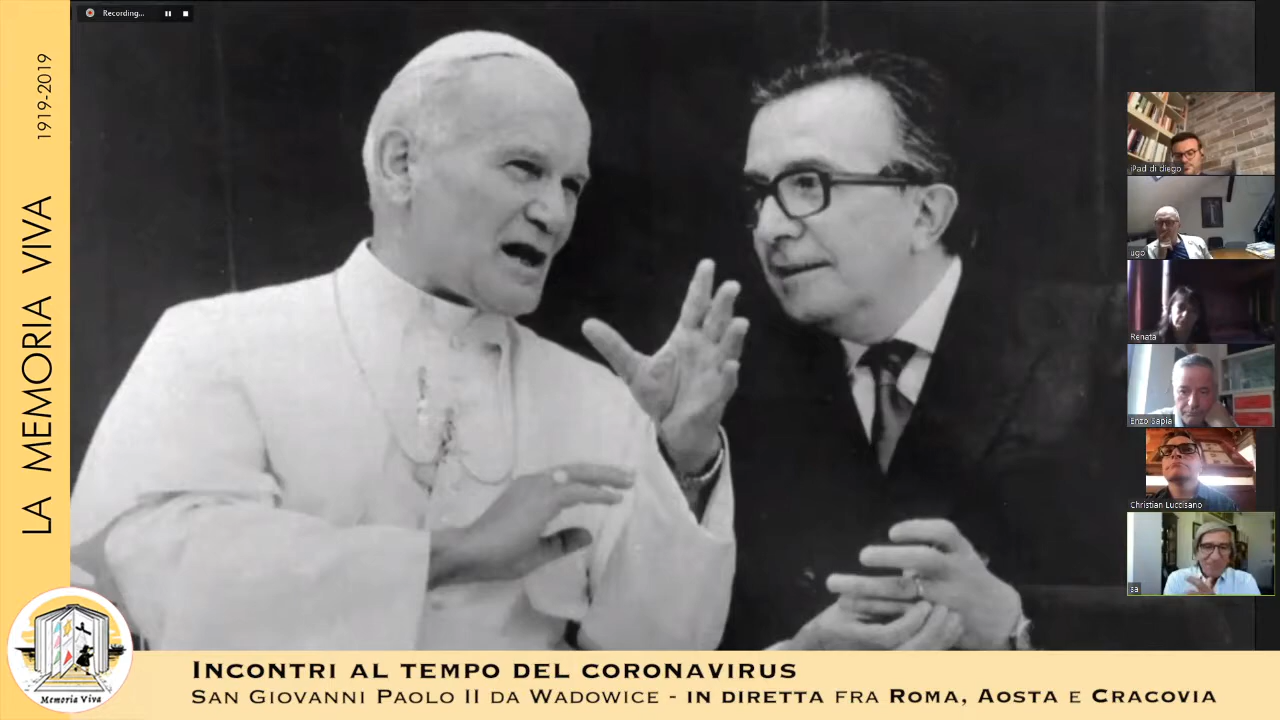 Recording...
LA MEMORIA VIVA 1919-2019
iPad di diego
ugo
Renata
Enzo Sapia
Christian Luccisano
sa
Memoria Viva
INCONTRI AL TEMPO DEL CORONAVIRUS
SAN GIOVANNI PAOLO II DA WADOWICE - IN DIRETTA FRA ROMA, AOSTA E CRACOVIA